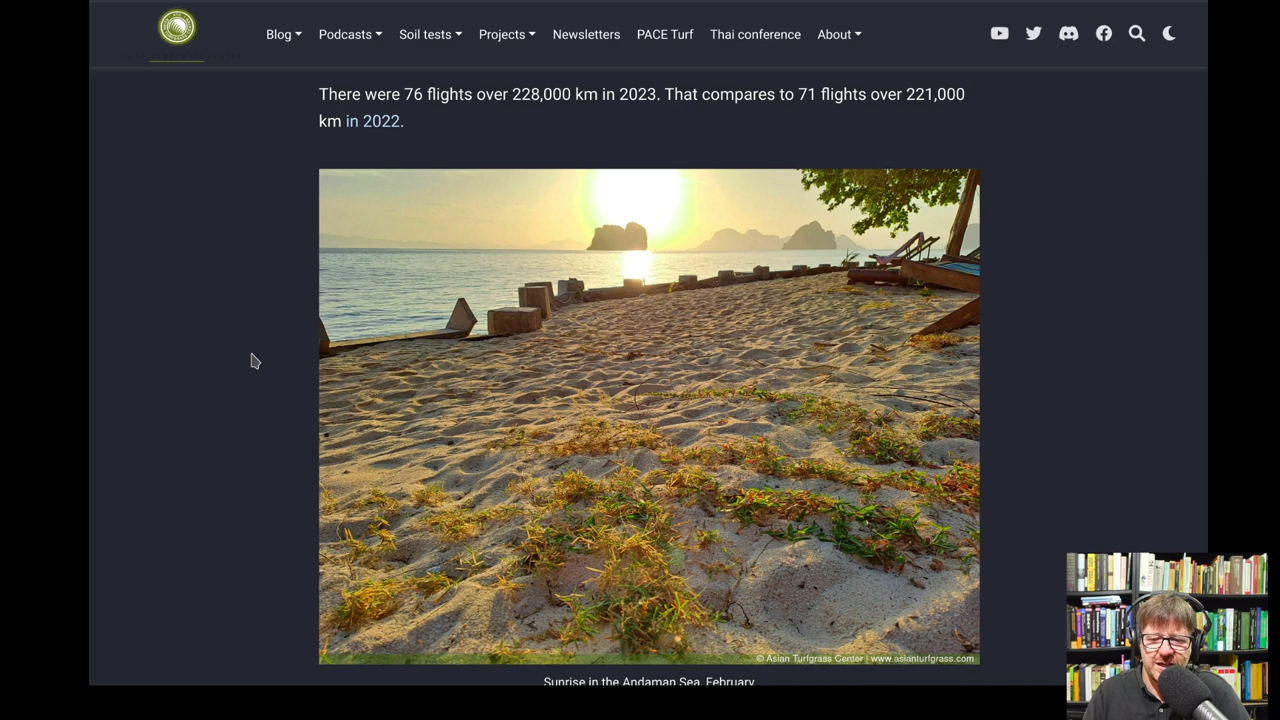 Blog Podcasts Soil tests Projects Newsletters PACE Turf Thai conference About
There were 76 flights over 228,000 km in 2023. That compares to 71 flights over 221,000
km in 2022.
© Asian Turfgrass Center | www.asianturfgrass.com
Sunrise in the Andaman Sea, February